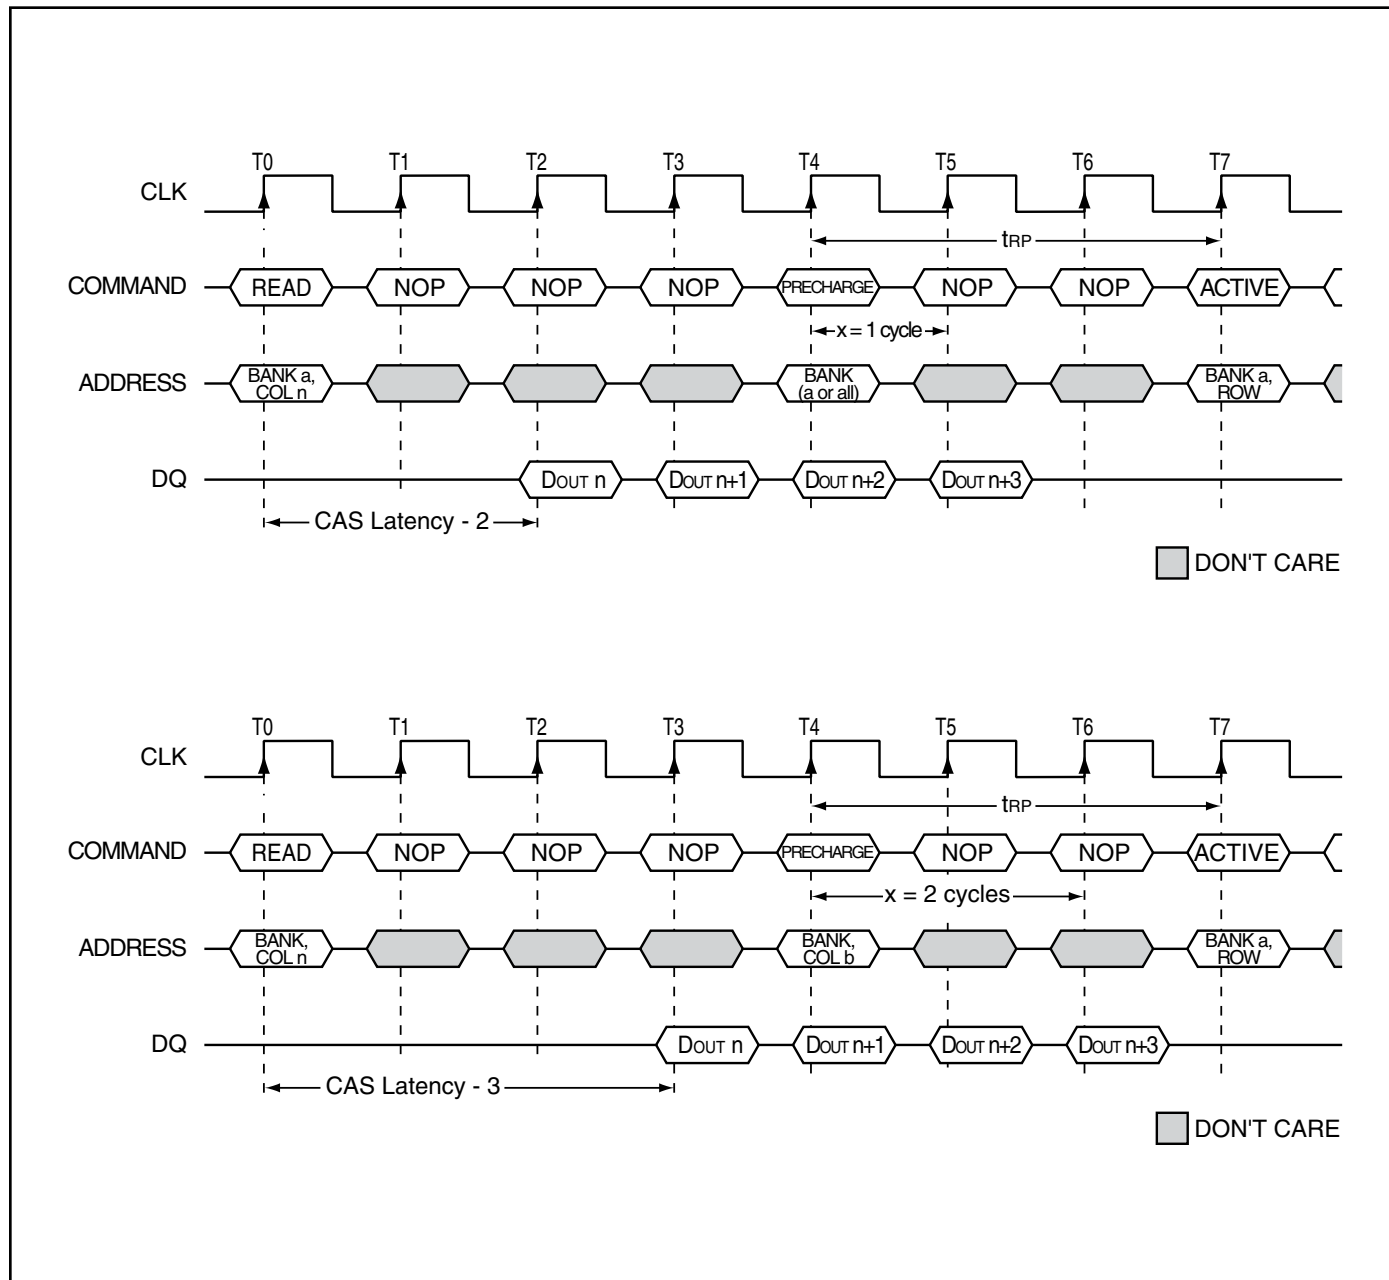 T0 T1 T2 T3 T4 T5 T6 T7
CLK
tRP
COMMAND READ NOP NOP NOP PRECHARGE NOP NOP ACTIVE
x = 1 cycle
ADDRESS BANK a, COL n BANK (a or all) BANK a, ROW
DQ DOUT n DOUT n+1 DOUT n+2 DOUT n+3
CAS Latency - 2
DON'T CARE
T0 T1 T2 T3 T4 T5 T6 T7
CLK
tRP
COMMAND READ NOP NOP NOP PRECHARGE NOP NOP ACTIVE
x = 2 cycles
ADDRESS BANK, COL n BANK, COL b BANK a, ROW
DQ DOUT n DOUT n+1 DOUT n+2 DOUT n+3
CAS Latency - 3
DON'T CARE